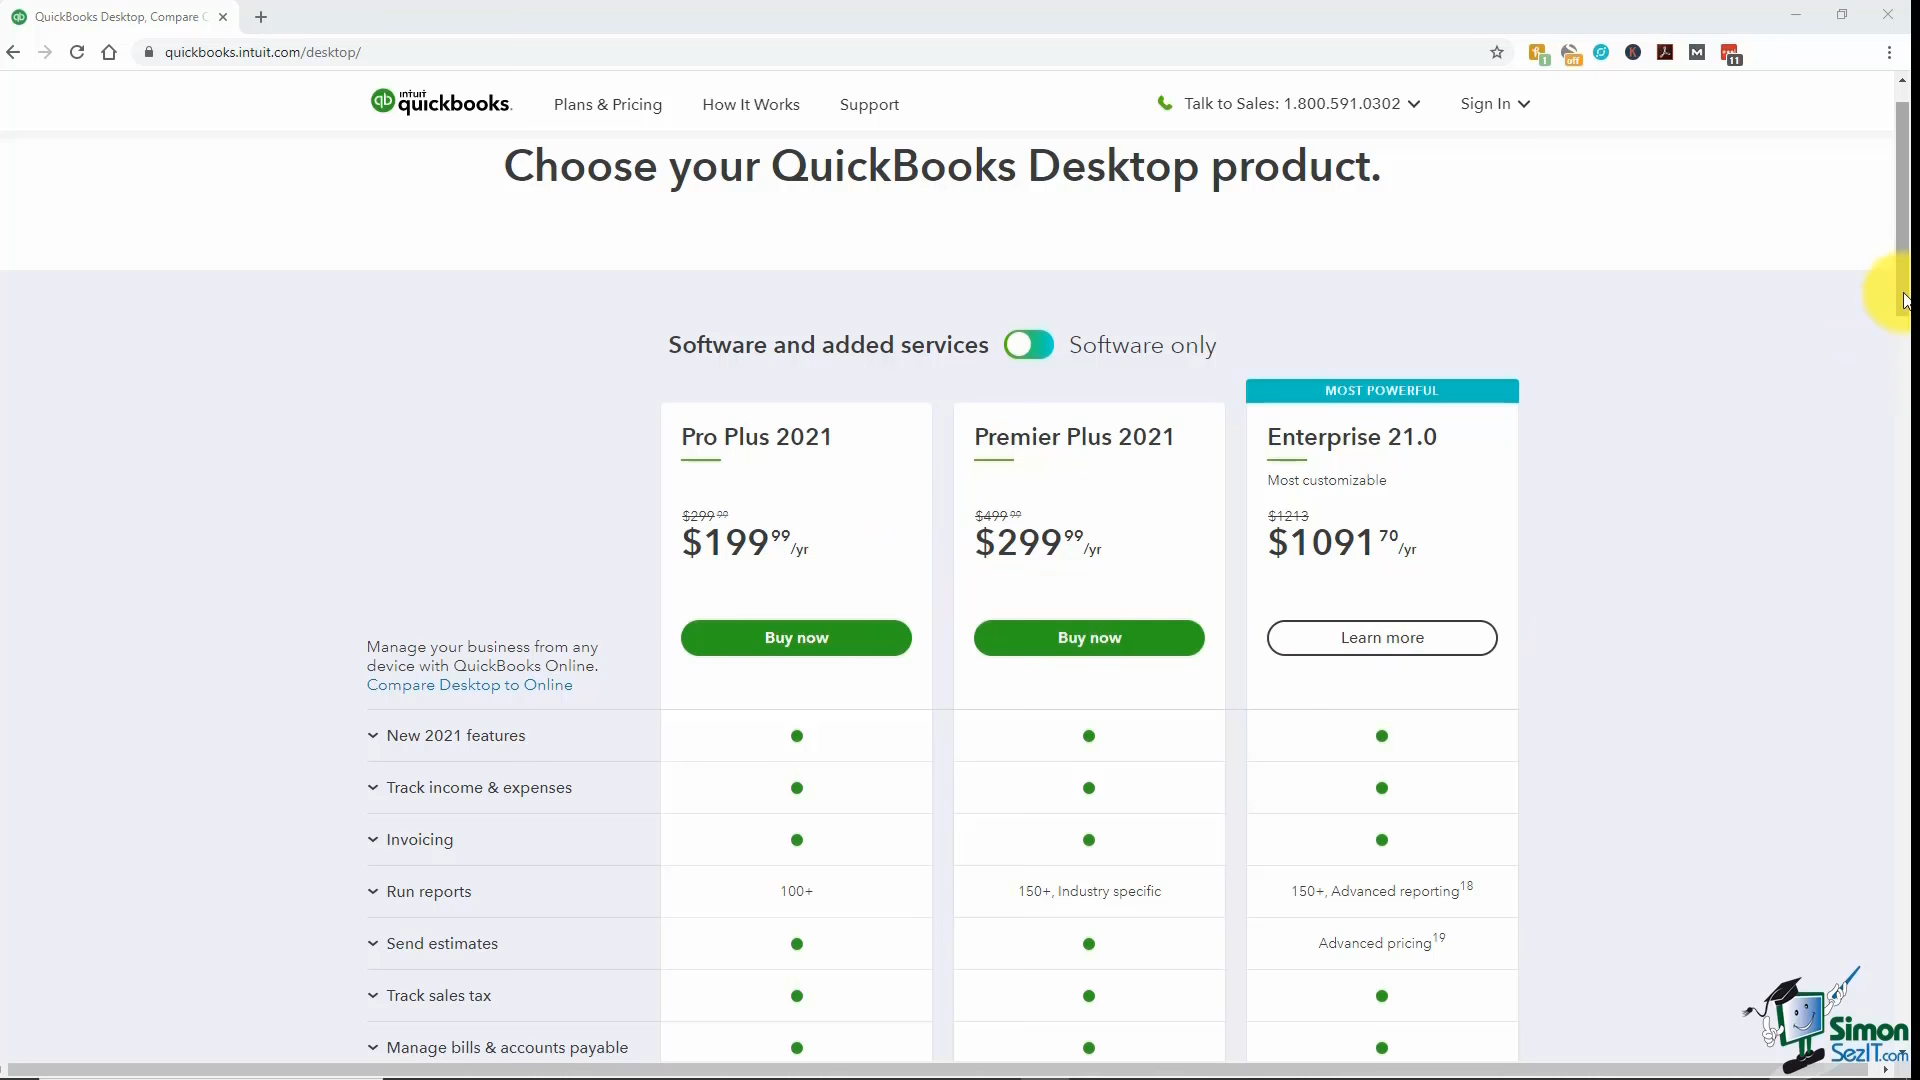 QuickBooks Desktop, Compare
quickbooks.intuit.com/desktop/
1
off
11
intuit
quickbooks.
Plans & Pricing
How It Works
Support
Talk to Sales: 1.800.591.0302
Sign In
Choose your QuickBooks Desktop product.
Software and added services
Software only
MOST POWERFUL
Pro Plus 2021
Premier Plus 2021
Enterprise 21.0
Most customizable
$299 99
$499 99
$1213
$199 99 /yr
$299 99 /yr
$1091 70 /yr
Buy now
Buy now
Learn more
Manage your business from any
device with QuickBooks Online.
Compare Desktop to Online
New 2021 features
Track income & expenses
Invoicing
Run reports
100+
150+, Industry specific
150+, Advanced reporting18
Send estimates
Advanced pricing19
Track sales tax
Manage bills & accounts payable
Simon
SezIT.com